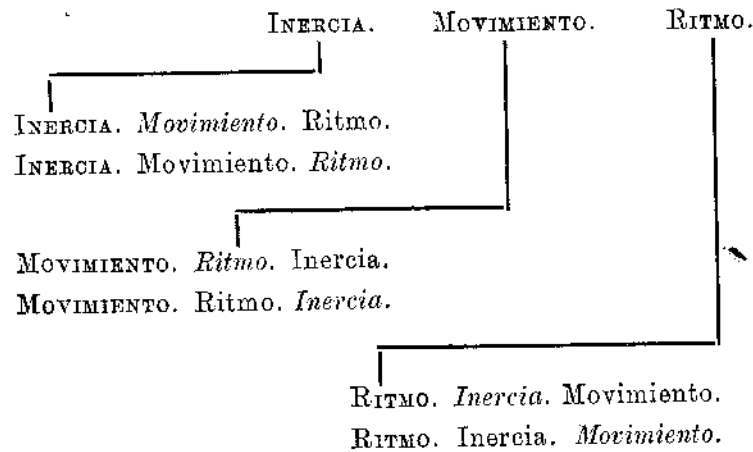 INERCIA. MOVIMIENTO. RITMO.
INERCIA. Movimiento. Ritmo.
INERCIA. Movimiento. Ritmo.
MOVIMIENTO. Ritmo. Inercia.
MOVIMIENTO. Ritmo. Inercia.
RITMO. Inercia. Movimiento.
RITMO. Inercia. Movimiento.